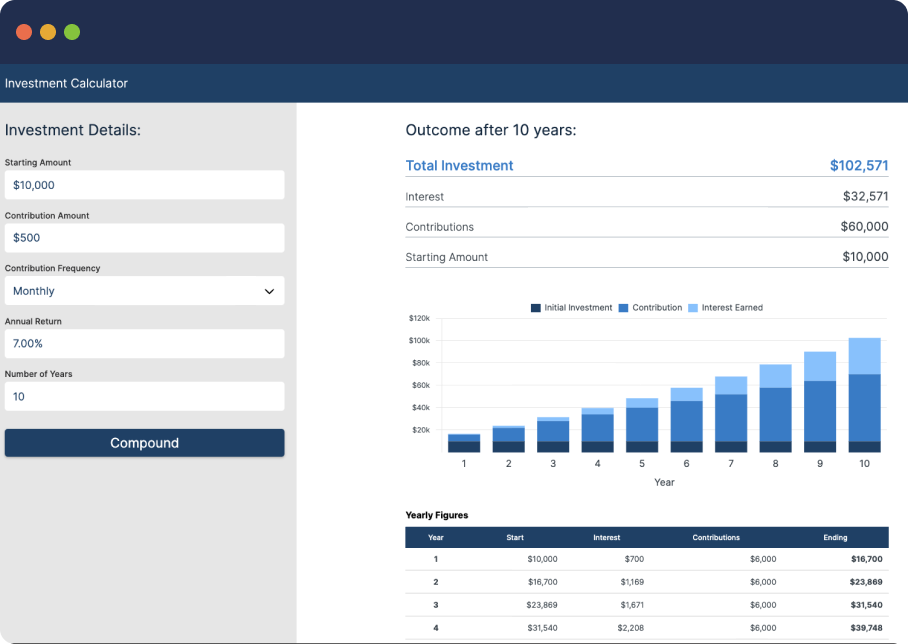 Investment Calculator
Investment Details:
Starting Amount
$10,000
Contribution Amount
$500
Contribution Frequency
Monthly
Annual Return
7.00%
Number of Years
10
Compound
Outcome after 10 years:
Total Investment $102,571
Interest $32,571
Contributions $60,000
Starting Amount $10,000
Initial Investment Contribution Interest Earned
$120k
$100k
$80k
$60k
$40k
$20k
1 2 3 4 5 6 7 8 9 10
Year
Yearly Figures
Year Start Interest Contributions Ending
1 $10,000 $700 $6,000 $16,700
2 $16,700 $1,169 $6,000 $23,869
3 $23,869 $1,671 $6,000 $31,540
4 $31,540 $2,208 $6,000 $39,748